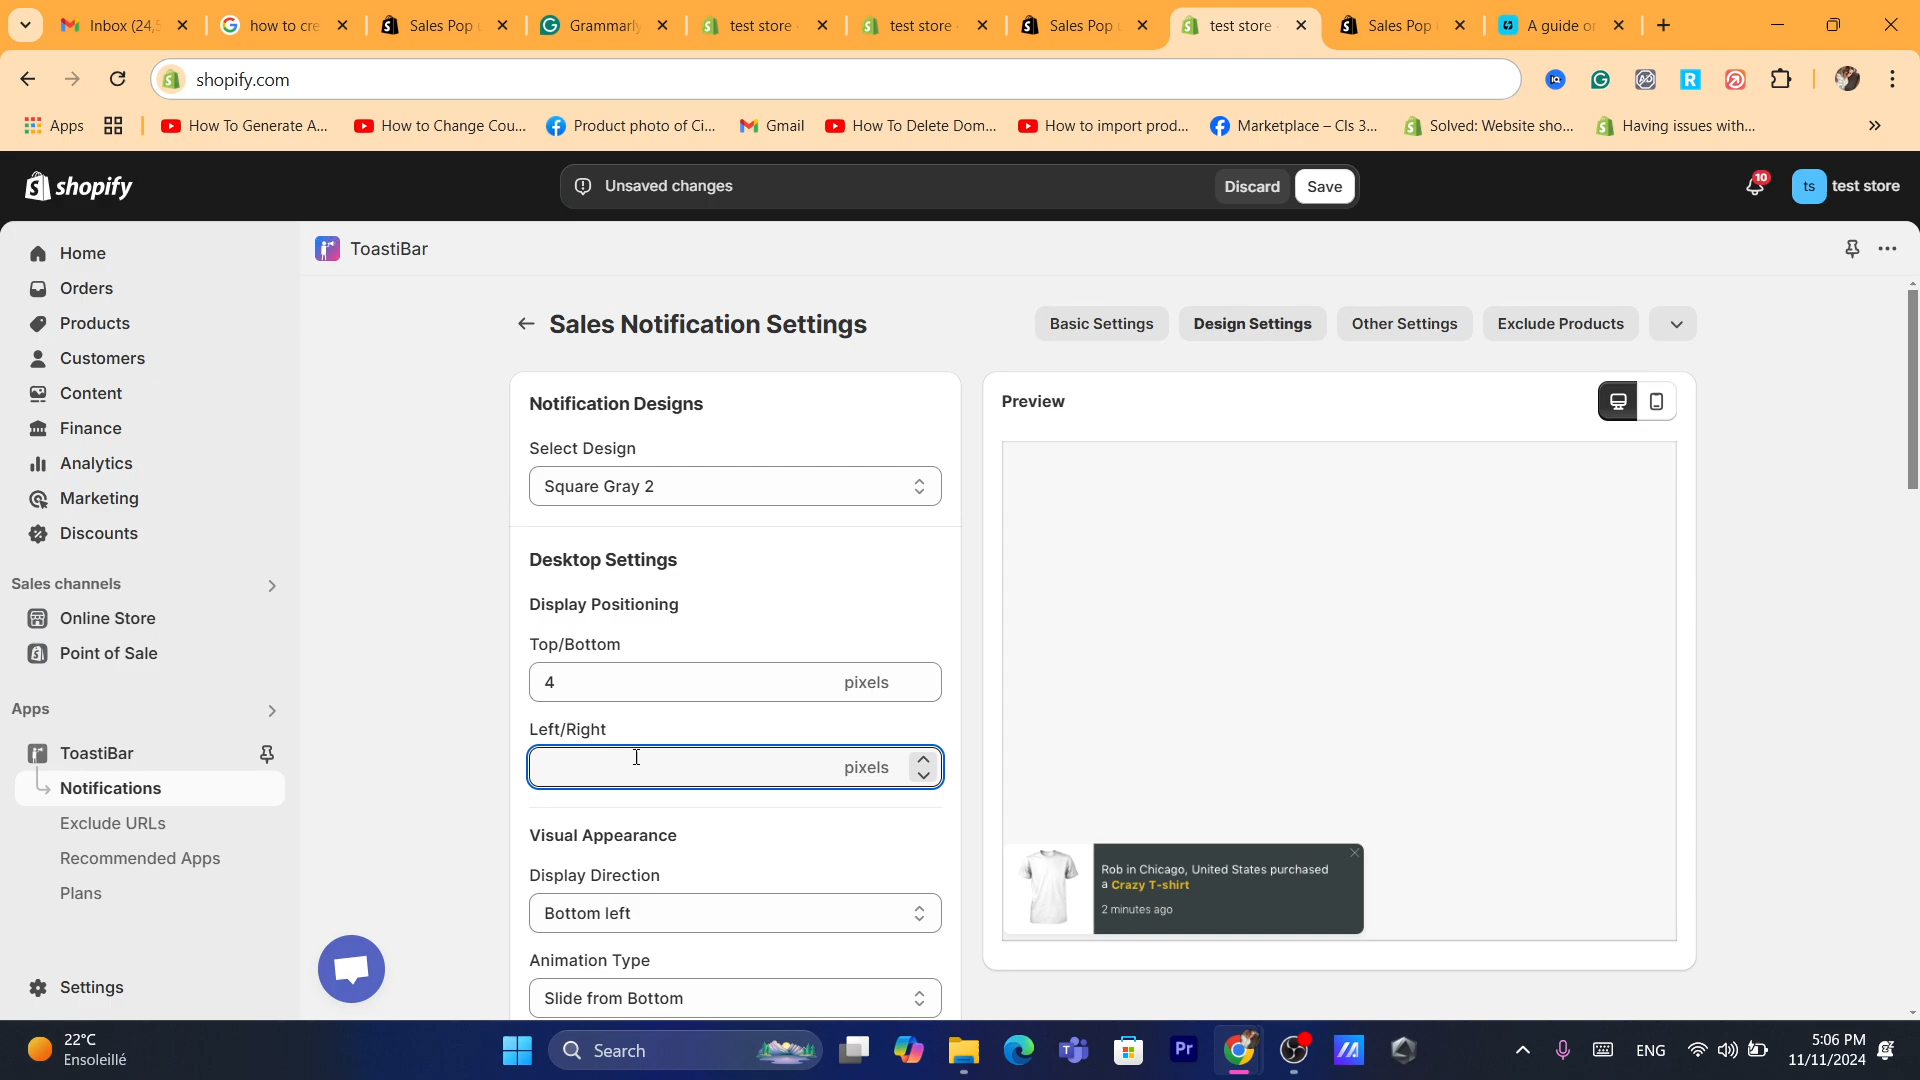 Inbox (24,5
how to cre
Sales Pop u
Grammarly
test store ·
test store ·
Sales Pop u
test store ·
Sales Pop
A guide on
shopify.com
Apps
How To Generate A...
How to Change Cou...
Product photo of Ci...
Gmail
How To Delete Dom...
How to import prod...
Marketplace – Cls 3...
Solved: Website sho...
Having issues with...
shopify
Unsaved changes
Discard
Save
10
ts
test store
Home
Orders
Products
Customers
Content
Finance
Analytics
Marketing
Discounts
Sales channels
Online Store
Point of Sale
Apps
ToastiBar
Notifications
Exclude URLs
Recommended Apps
Plans
Settings
ToastiBar
Sales Notification Settings
Basic Settings
Design Settings
Other Settings
Exclude Products
Notification Designs
Select Design
Square Gray 2
Desktop Settings
Display Positioning
Top/Bottom
4 pixels
Left/Right
pixels
Visual Appearance
Display Direction
Bottom left
Animation Type
Slide from Bottom
Preview
Rob in Chicago, United States purchased
a Crazy T-shirt
2 minutes ago
22°C
Ensoleillé
Search
Pr
ENG
5:06 PM
11/11/2024